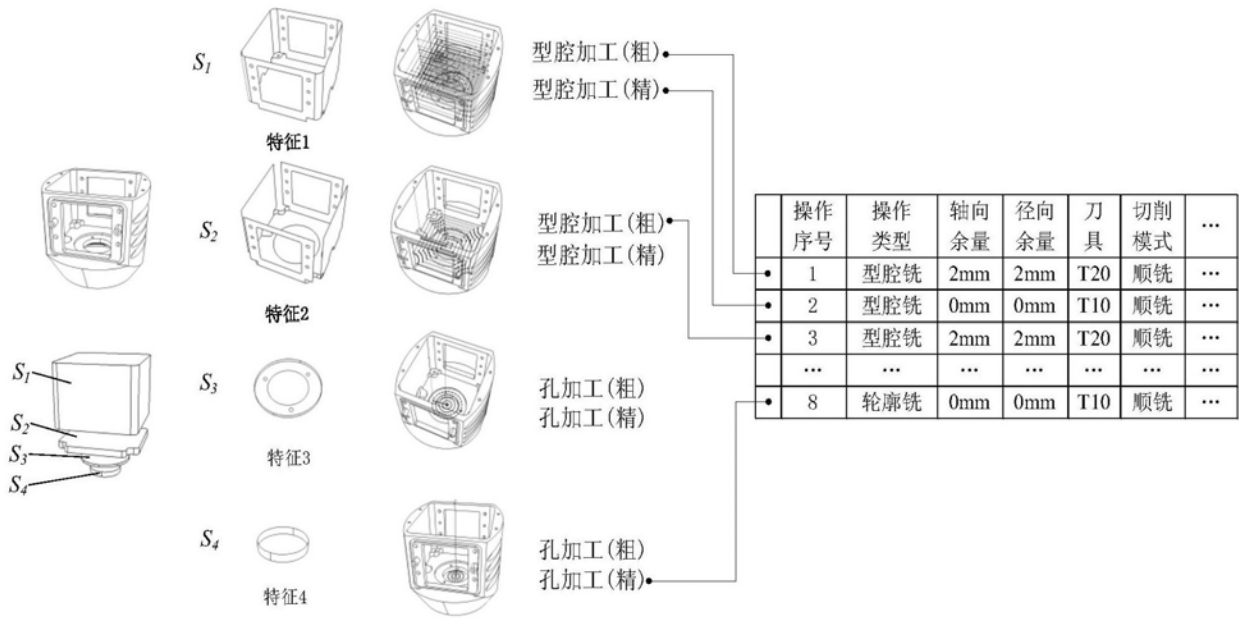 S1
型腔加工(粗)
型腔加工(精)
特征1
S2
型腔加工(粗)
型腔加工(精)
特征2
S1
S2
S3
S4
S3
孔加工(粗)
孔加工(精)
特征3
S4
孔加工(粗)
孔加工(精)
特征4
操作序号 操作类型 轴向余量 径向余量 刀具 切削模式 …
1 型腔铣 2mm 2mm T20 顺铣 …
2 型腔铣 0mm 0mm T10 顺铣 …
3 型腔铣 2mm 2mm T20 顺铣 …
… … … … … … …
8 轮廓铣 0mm 0mm T10 顺铣 …